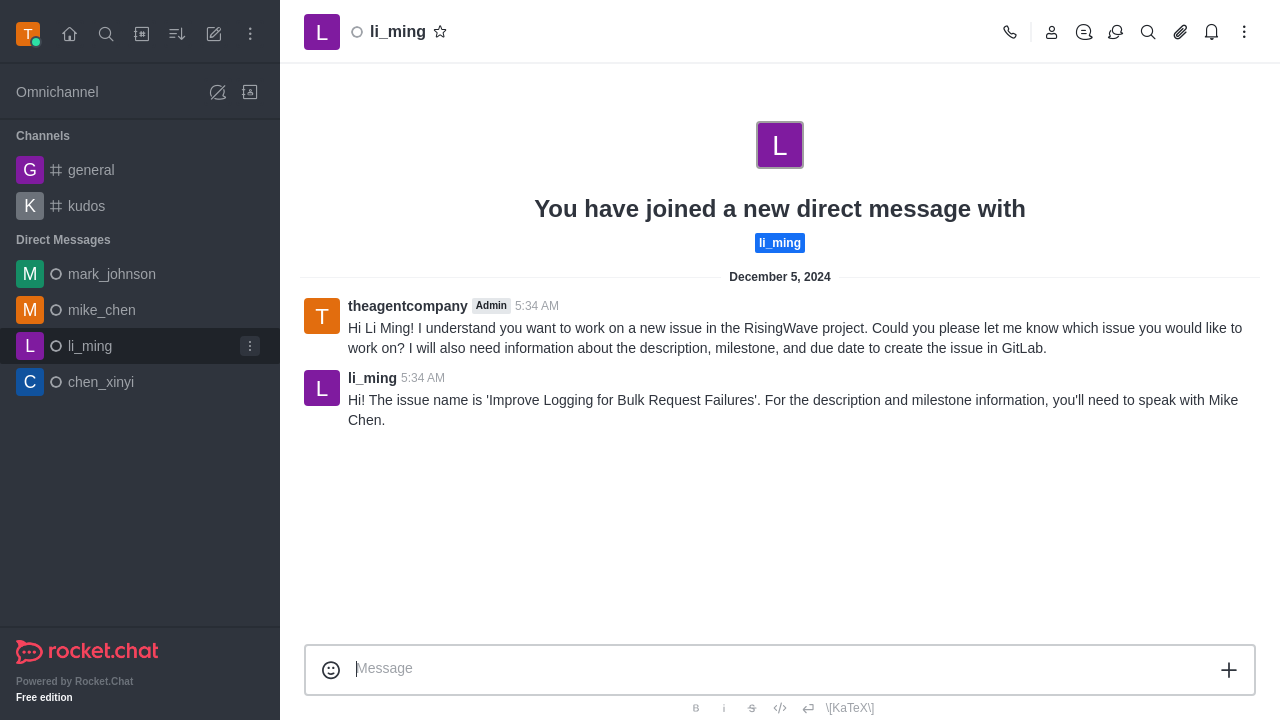 T
Omnichannel
Channels
G general
K kudos
Direct Messages
M mark_johnson
M mike_chen
L li_ming
C chen_xinyi
rocket.chat
Powered by Rocket.Chat
Free edition
L li_ming
L
You have joined a new direct message with
li_ming
December 5, 2024
T
theagentcompany Admin 5:34 AM
Hi Li Ming! I understand you want to work on a new issue in the RisingWave project. Could you please let me know which issue you would like to
work on? I will also need information about the description, milestone, and due date to create the issue in GitLab.
L
li_ming 5:34 AM
Hi! The issue name is 'Improve Logging for Bulk Request Failures'. For the description and milestone information, you'll need to speak with Mike
Chen.
Message
B i S \[KaTeX\]